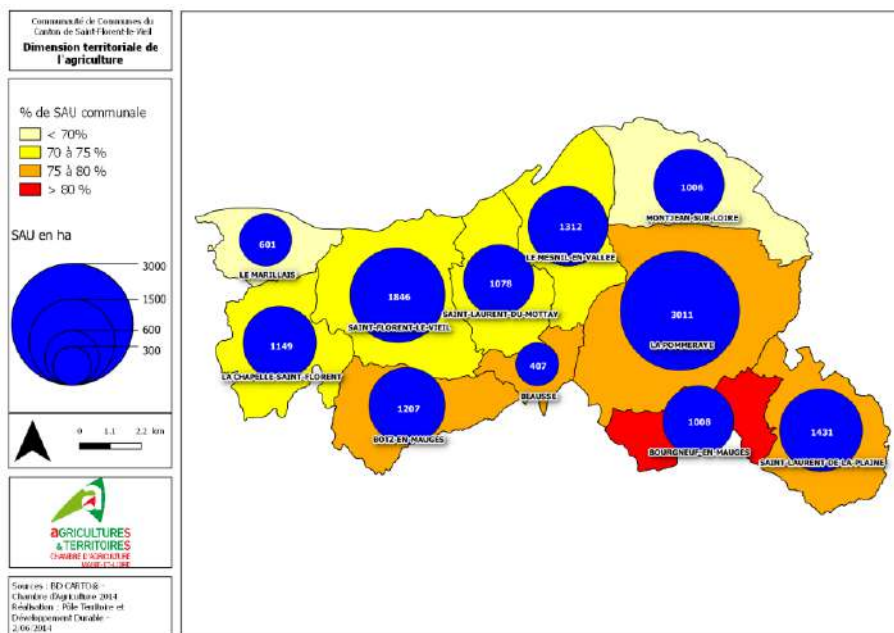 Communauté de Communes du
Canton de Saint-Florent-le-Vieil
Dimension territoriale de
l'agriculture
% de SAU communale
< 70%
70 à 75 %
75 à 80 %
> 80 %
SAU en ha
3000
1500
600
300
0 1.1 2.2 km
AGRICULTURES
& TERRITOIRES
CHAMBRE D'AGRICULTURE
MAINE-ET-LOIRE
Sources : BD CARTO® -
Chambre d'Agriculture 2014
Réalisation : Pôle Territoire et
Développement Durable -
2/06/2014
1006
MONTJEAN-SUR-LOIRE
1312
LE MESNIL-EN-VALLEE
601
LE MARILLAIS
1078
SAINT-LAURENT-DU-MOTTAY
1846
SAINT-FLORENT-LE-VIEIL
3011
LA POMMERAYE
1149
LA CHAPELLE-SAINT-FLORENT
407
BEAUSSE
1207
BOTZ-EN-MAUGES
1008
BOURGNEUF-EN-MAUGES
1431
SAINT-LAURENT-DE-LA-PLAINE